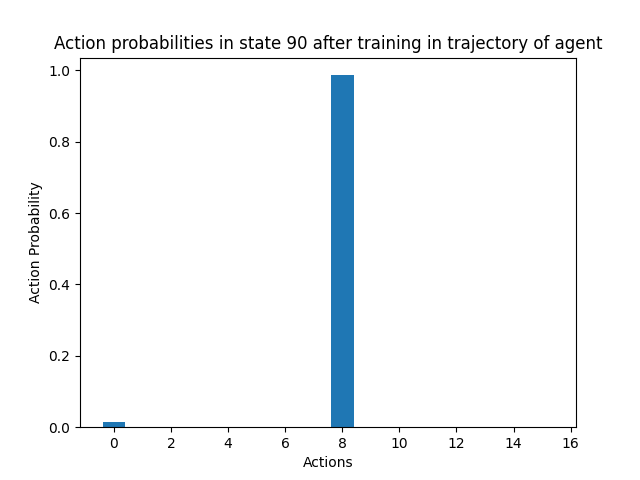 Action probabilities in state 90 after training in trajectory of agent
1.0
0.8
0.6
0.4
0.2
0.0
Action Probability
0 2 4 6 8 10 12 14 16
Actions